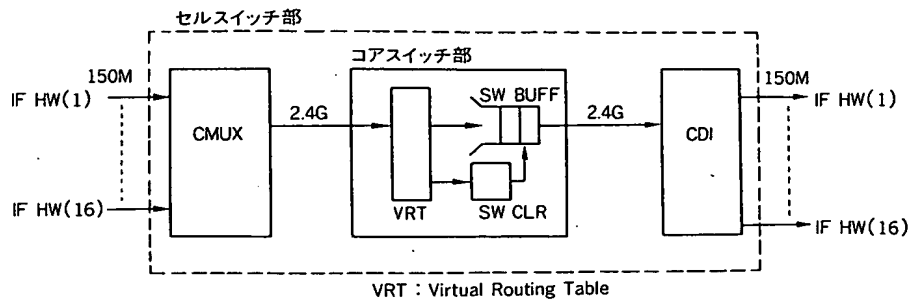 セルスイッチ部
コアスイッチ部
150M
IF HW(1)
IF HW(16)
CMUX
2.4G
VRT
SW BUFF
SW CLR
2.4G
CDI
150M
IF HW(1)
IF HW(16)
VRT : Virtual Routing Table